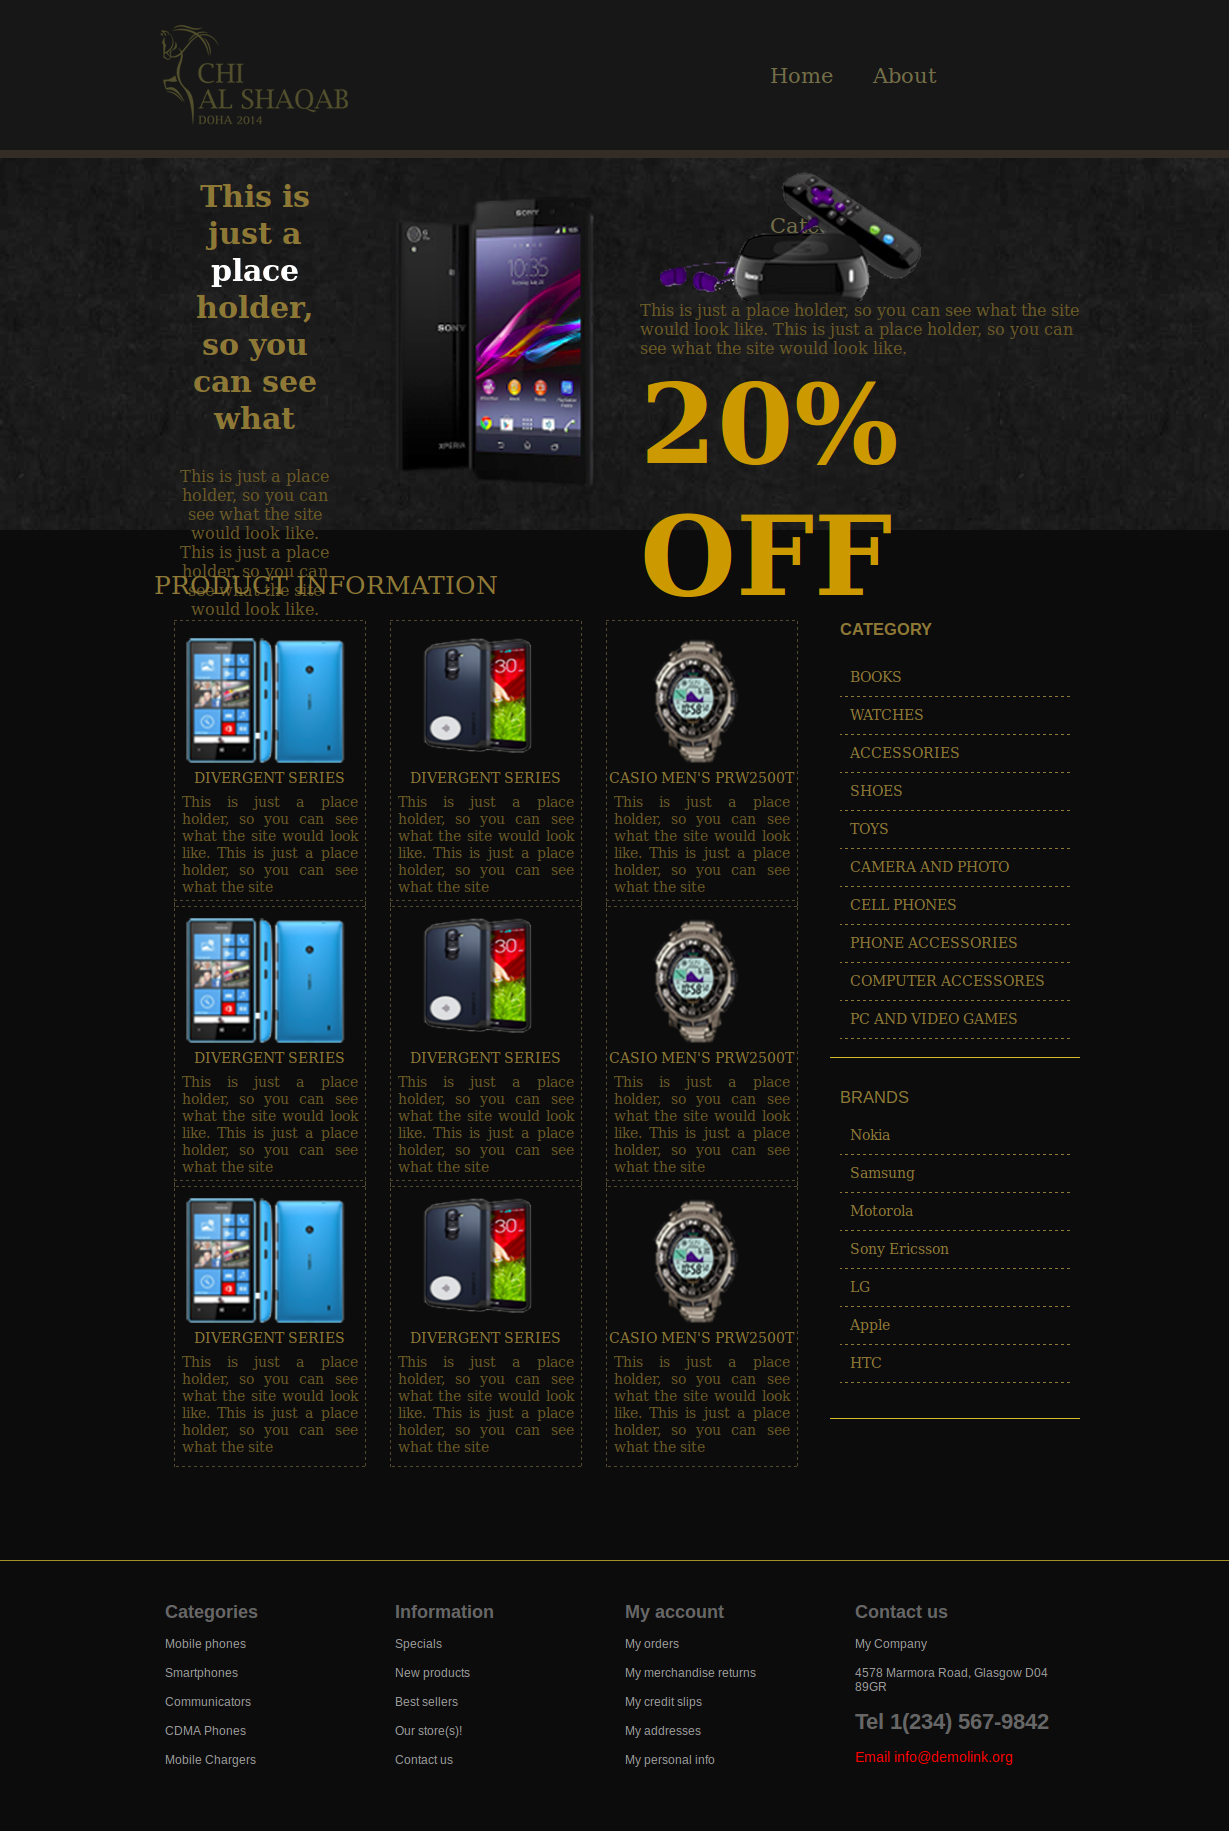 CHI
AL SHAQAB
DOHA 2014
Home About
This is
just a
place
holder,
so you
can see
what
This is just a place
holder, so you can
see what the site
would look like.
This is just a place
holder, so you can
see what the site
would look like.
SONY
SONY
XPERIA
10:35
This is just a place holder, so you can see what the site
would look like. This is just a place holder, so you can
see what the site would look like.
20%
OFF
PRODUCT INFORMATION
DIVERGENT SERIES
This is just a place
holder, so you can see
what the site would look
like. This is just a place
holder, so you can see
what the site
30
DIVERGENT SERIES
This is just a place
holder, so you can see
what the site would look
like. This is just a place
holder, so you can see
what the site
CASIO MEN'S PRW2500T
This is just a place
holder, so you can see
what the site would look
like. This is just a place
holder, so you can see
what the site
DIVERGENT SERIES
This is just a place
holder, so you can see
what the site would look
like. This is just a place
holder, so you can see
what the site
30
DIVERGENT SERIES
This is just a place
holder, so you can see
what the site would look
like. This is just a place
holder, so you can see
what the site
CASIO MEN'S PRW2500T
This is just a place
holder, so you can see
what the site would look
like. This is just a place
holder, so you can see
what the site
DIVERGENT SERIES
This is just a place
holder, so you can see
what the site would look
like. This is just a place
holder, so you can see
what the site
30
DIVERGENT SERIES
This is just a place
holder, so you can see
what the site would look
like. This is just a place
holder, so you can see
what the site
CASIO MEN'S PRW2500T
This is just a place
holder, so you can see
what the site would look
like. This is just a place
holder, so you can see
what the site
CATEGORY
BOOKS
WATCHES
ACCESSORIES
SHOES
TOYS
CAMERA AND PHOTO
CELL PHONES
PHONE ACCESSORIES
COMPUTER ACCESSORES
PC AND VIDEO GAMES
BRANDS
Nokia
Samsung
Motorola
Sony Ericsson
LG
Apple
HTC
Categories
Mobile phones
Smartphones
Communicators
CDMA Phones
Mobile Chargers
Information
Specials
New products
Best sellers
Our store(s)!
Contact us
My account
My orders
My merchandise returns
My credit slips
My addresses
My personal info
Contact us
My Company
4578 Marmora Road, Glasgow D04
89GR
Tel 1(234) 567-9842
Email info@demolink.org